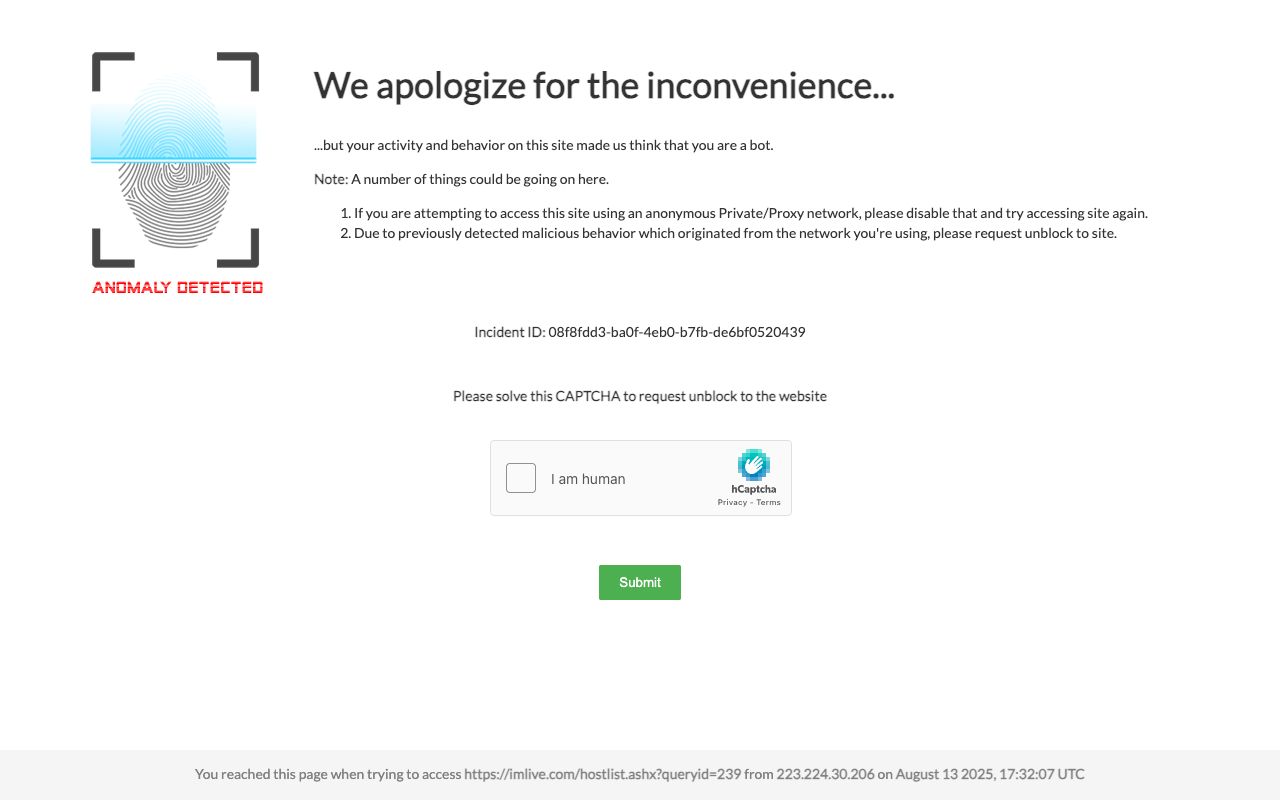 We apologize for the inconvenience...
...but your activity and behavior on this site made us think that you are a bot.
Note: A number of things could be going on here.
1. If you are attempting to access this site using an anonymous Private/Proxy network, please disable that and try accessing site again.
2. Due to previously detected malicious behavior which originated from the network you're using, please request unblock to site.
ANOMALY DETECTED
Incident ID: 08f8fdd3-ba0f-4eb0-b7fb-de6bf0520439
Please solve this CAPTCHA to request unblock to the website
I am human
hCaptcha
Privacy - Terms
Submit
You reached this page when trying to access https://imlive.com/hostlist.ashx?queryid=239 from 223.224.30.206 on August 13 2025, 17:32:07 UTC